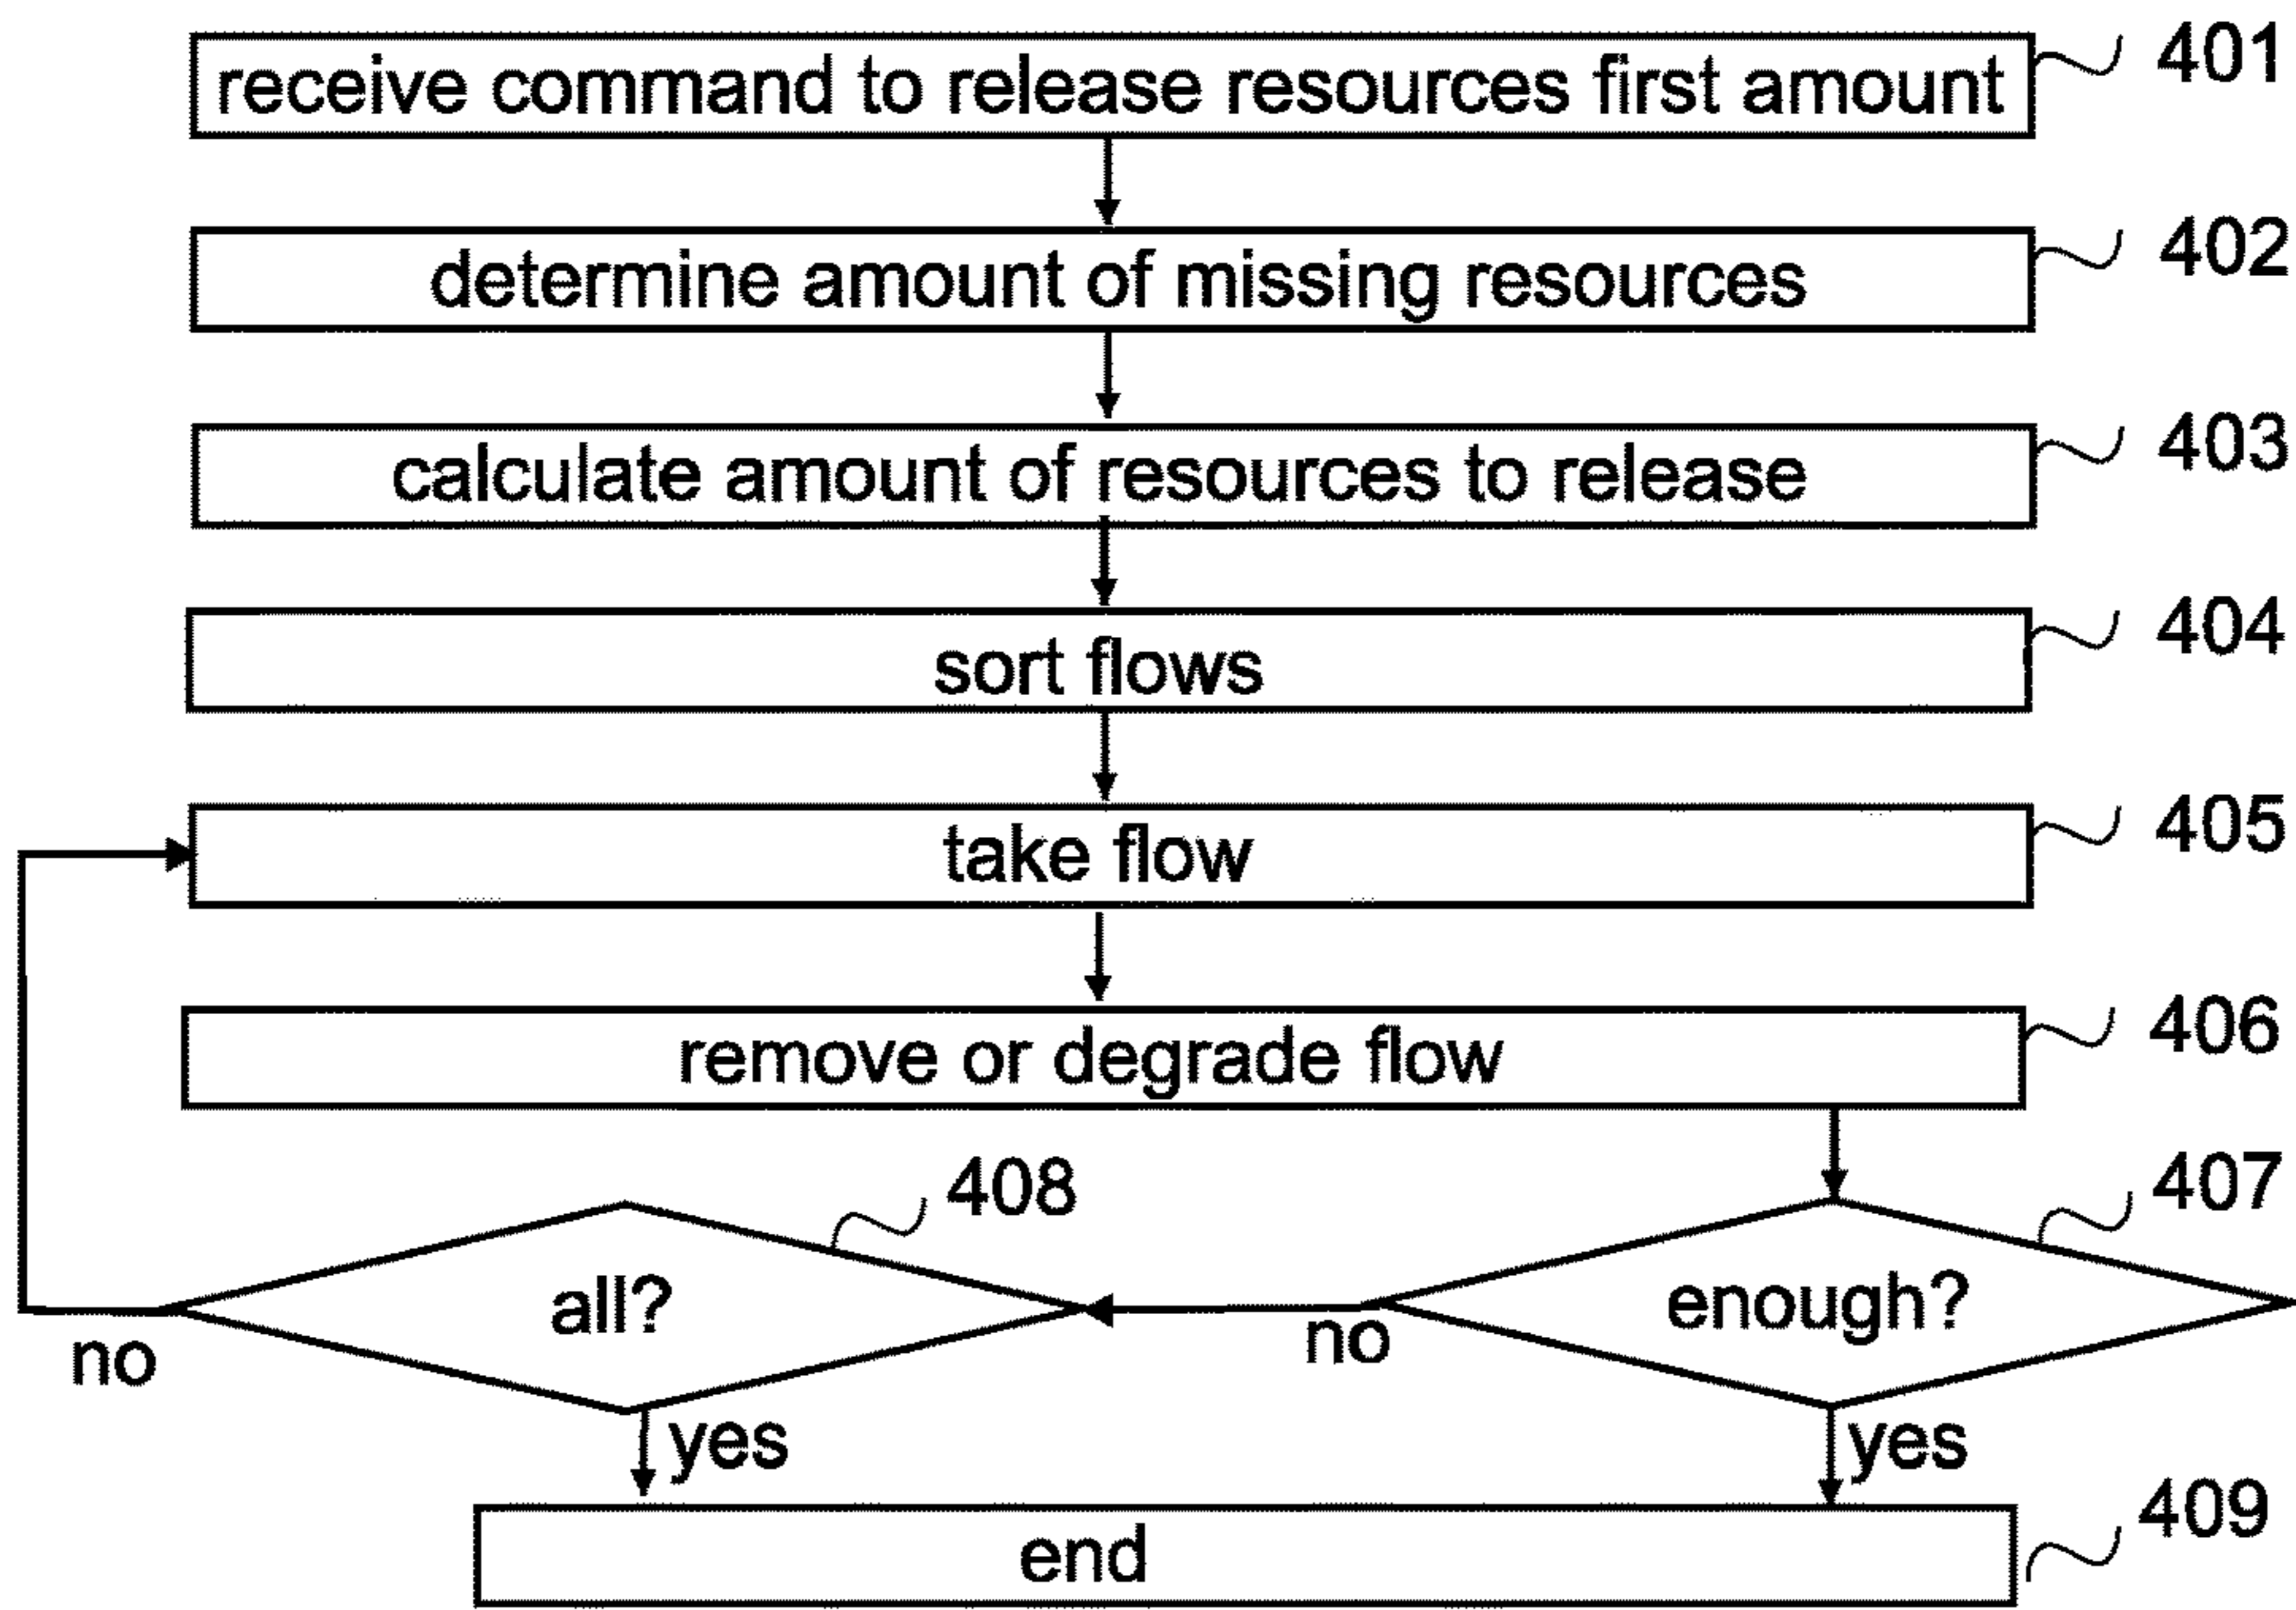 receive command to release resources first amount 401
determine amount of missing resources 402
calculate amount of resources to release 403
sort flows 404
take flow 405
remove or degrade flow 406
408 407
all? enough?
no no
yes yes
end 409